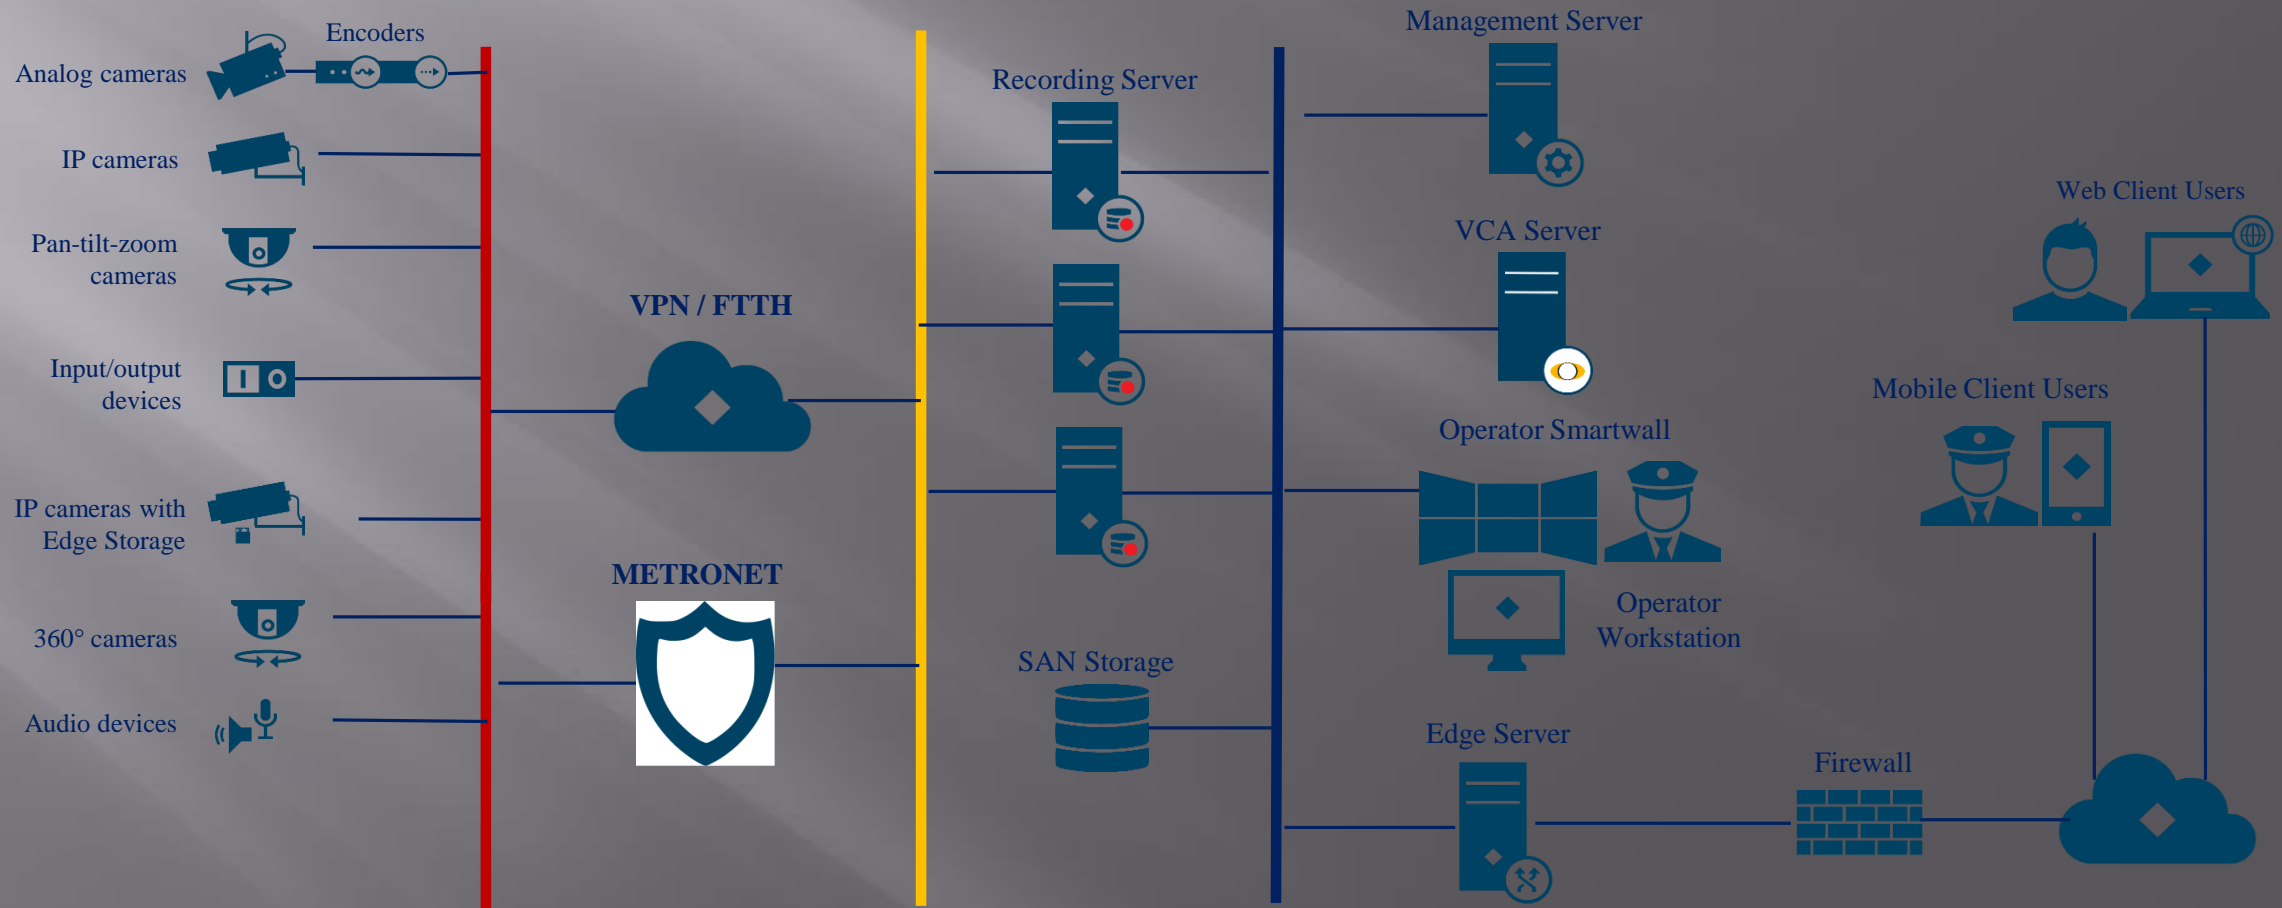 Encoders
Analog cameras
IP cameras
Pan-tilt-zoom
cameras
Input/output
devices
IP cameras with
Edge Storage
360° cameras
Audio devices
VPN / FTTH
METRONET
Recording Server
SAN Storage
Management Server
VCA Server
Operator Smartwall
Operator
Workstation
Edge Server
Firewall
Web Client Users
Mobile Client Users